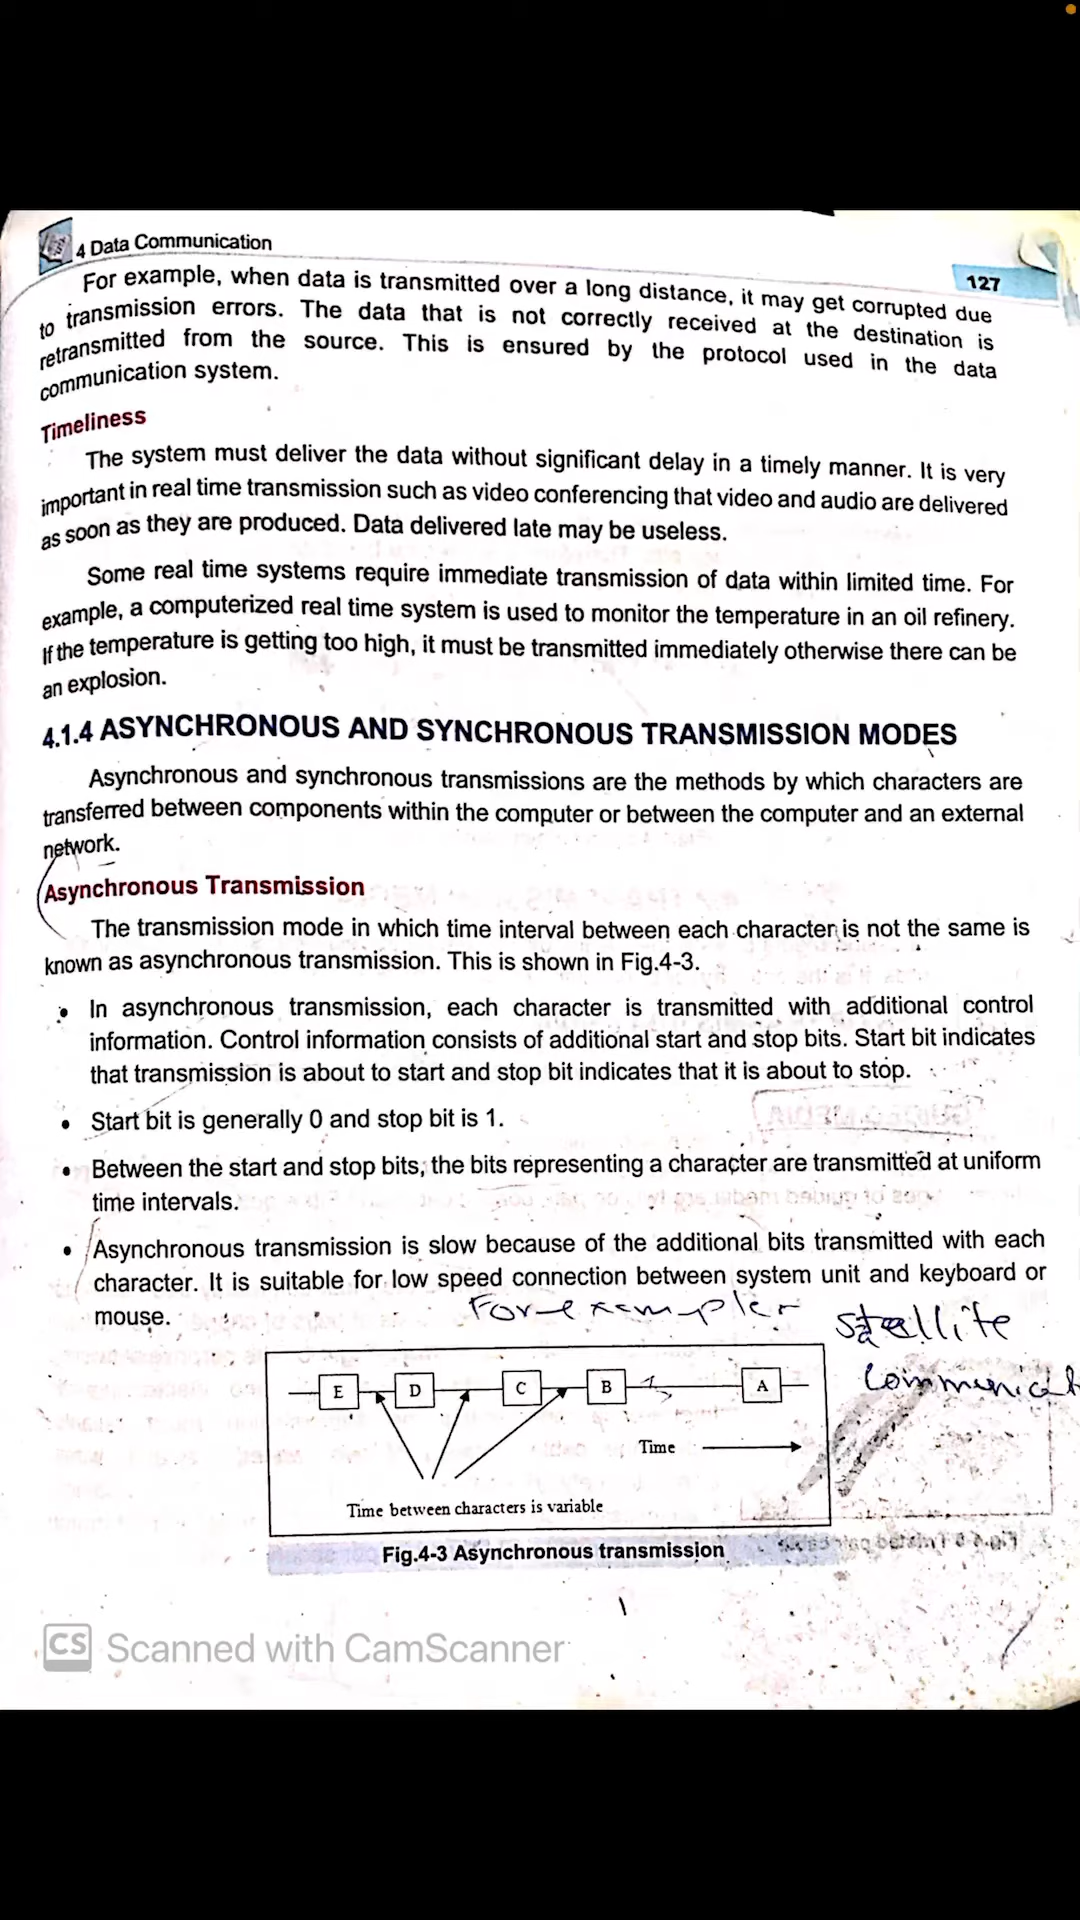 4 Data Communication
127
For example, when data is transmitted over a long distance, it may get corrupted due
to transmission errors. The data that is not correctly received at the destination is
retransmitted from the source. This is ensured by the protocol used in the data
communication system.
Timeliness
The system must deliver the data without significant delay in a timely manner. It is very
important in real time transmission such as video conferencing that video and audio are delivered
as soon as they are produced. Data delivered late may be useless.
Some real time systems require immediate transmission of data within limited time. For
example, a computerized real time system is used to monitor the temperature in an oil refinery.
If the temperature is getting too high, it must be transmitted immediately otherwise there can be
an explosion.
4.1.4 ASYNCHRONOUS AND SYNCHRONOUS TRANSMISSION MODES
Asynchronous and synchronous transmissions are the methods by which characters are
transferred between components within the computer or between the computer and an external
network.
Asynchronous Transmission
The transmission mode in which time interval between each character is not the same is
known as asynchronous transmission. This is shown in Fig.4-3.
• In asynchronous transmission, each character is transmitted with additional control
information. Control information consists of additional start and stop bits. Start bit indicates
that transmission is about to start and stop bit indicates that it is about to stop.
• Start bit is generally 0 and stop bit is 1.
• Between the start and stop bits, the bits representing a character are transmitted at uniform
time intervals.
• Asynchronous transmission is slow because of the additional bits transmitted with each
character. It is suitable for low speed connection between system unit and keyboard or
mouse.
For example
E D C B A
Time
Time between characters is variable
Fig.4-3 Asynchronous transmission
CS Scanned with CamScanner